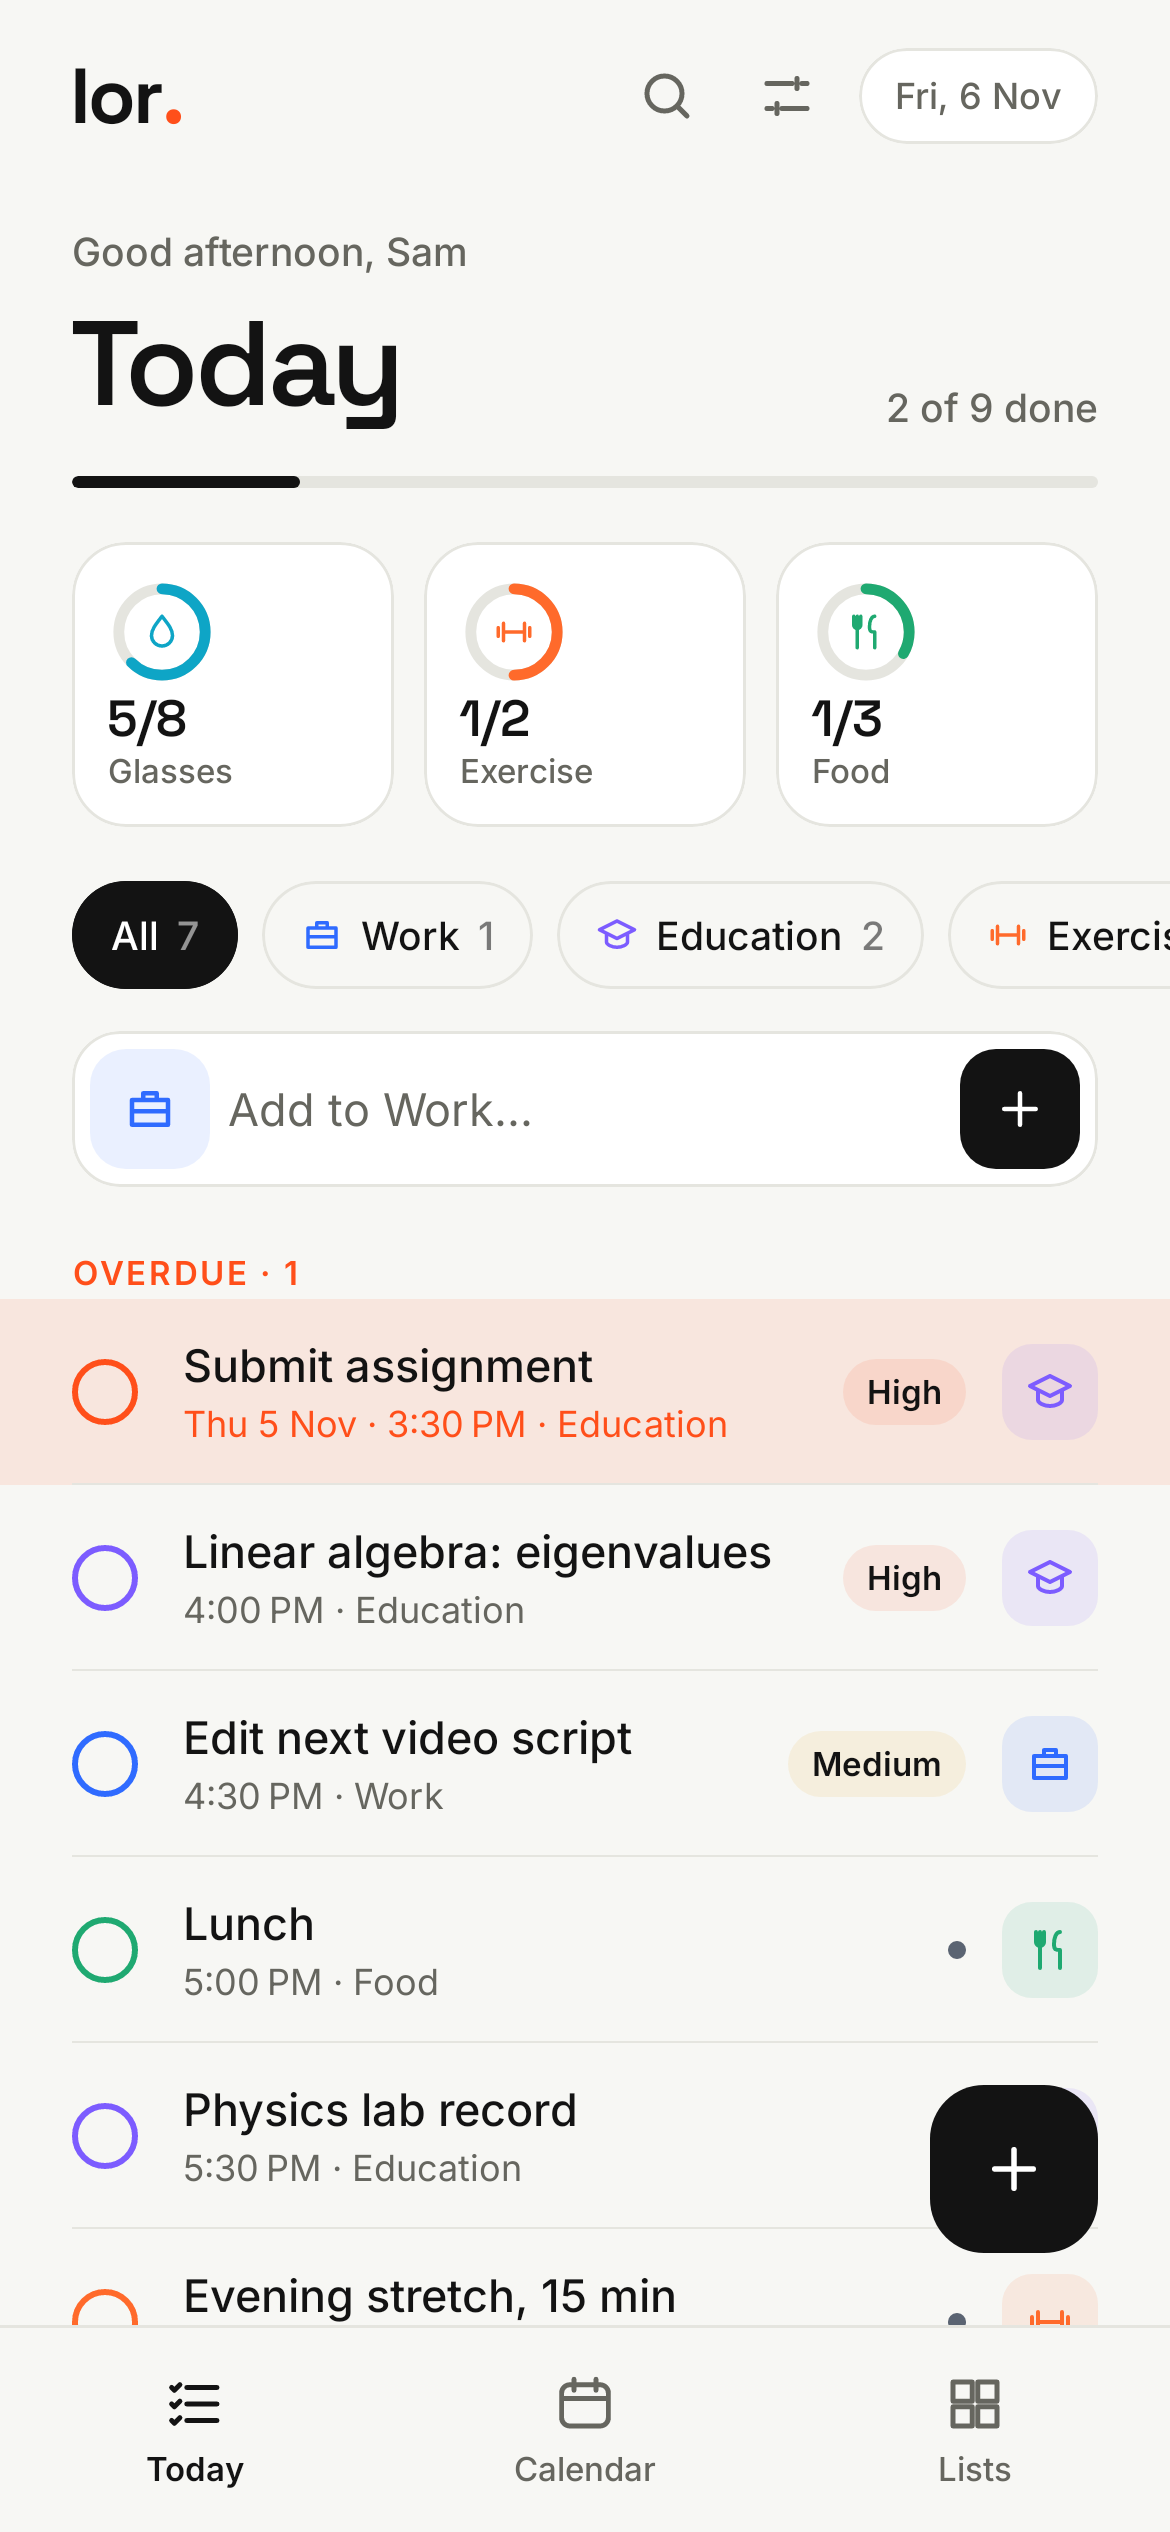 lor.
Fri, 6 Nov
Good afternoon, Sam
Today
2 of 9 done
5/8
Glasses
1/2
Exercise
1/3
Food
All 7
Work 1
Education 2
Exercis
Add to Work...
OVERDUE · 1
Submit assignment
High
Thu 5 Nov · 3:30 PM · Education
Linear algebra: eigenvalues
High
4:00 PM · Education
Edit next video script
Medium
4:30 PM · Work
Lunch
5:00 PM · Food
Physics lab record
5:30 PM · Education
Evening stretch, 15 min
Today
Calendar
Lists